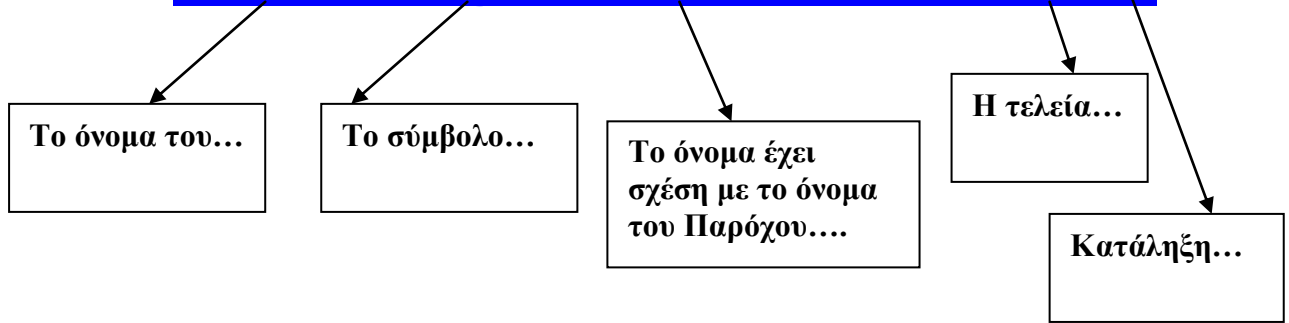 Το όνομα του…
Το σύμβολο…
Το όνομα έχει
σχέση με το όνομα
του Παρόχου….
Η τελεία…
Κατάληξη…